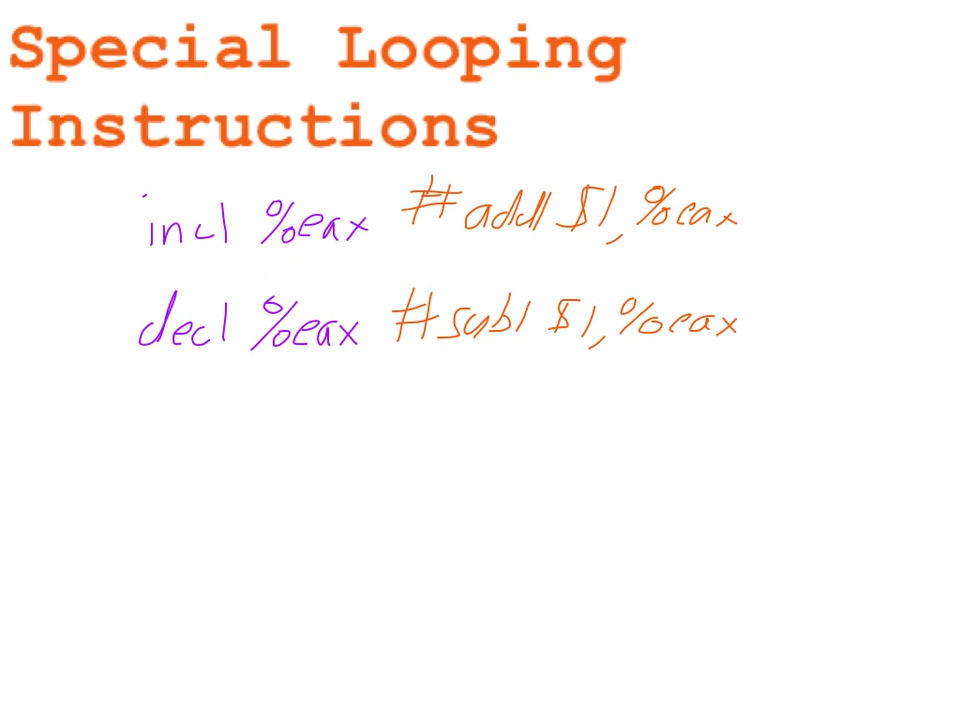 Special Looping
Instructions
incl %eax #addl $1, %eax
decl %eax #subl $1, %eax